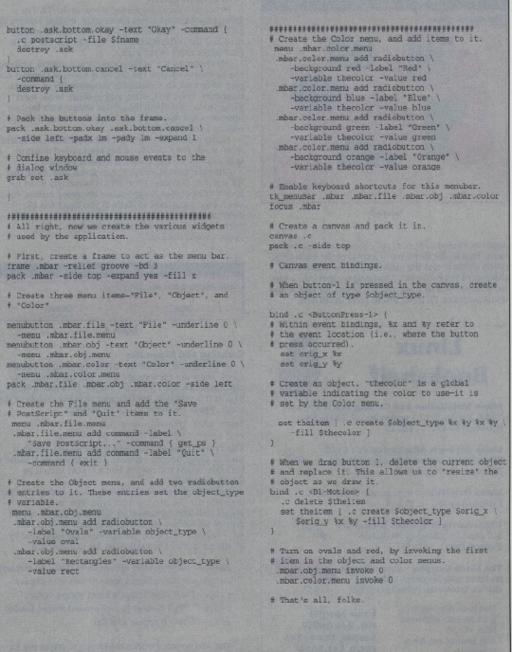 button .ask.bottom.okay -text "Okay" -command {
.c postscript -file $fname
destroy .ask
}
button .ask.bottom.cancel -text "Cancel" \
-command {
destroy .ask
}
# Pack the buttons into the frame.
pack .ask.bottom.okay .ask.bottom.cancel \
-side left -padx 1m -pady 1m -expand 1
# Confine keyboard and mouse events to the
# dialog window
grab set .ask
}
########################################
# All right, now we create the various widgets
# used by the application.
# First, create a frame to act as the menu bar.
frame .mbar -relief groove -bd 3
pack .mbar -side top -expand yes -fill x
# Create three menu items-"File", "Object", and
# "Color"
menubutton .mbar.file -text "File" -underline 0 \
-menu .mbar.file.menu
menubutton .mbar.obj -text "Object" -underline 0 \
-menu .mbar.obj.menu
menubutton .mbar.color -text "Color" -underline 0 \
-menu .mbar.color.menu
pack .mbar.file .mbar.obj .mbar.color -side left
# Create the File menu and add the "Save
# PostScript" and "Quit" items to it.
menu .mbar.file.menu
.mbar.file.menu add command -label \
"Save PostScript..." -command { get_ps }
.mbar.file.menu add command -label "Quit" \
-command { exit }
# Create the Object menu, and add two radiobutton
# entries to it. These entries set the object_type
# variable.
menu .mbar.obj.menu
.mbar.obj.menu add radiobutton \
-label "Ovals" -variable object_type \
-value oval
.mbar.obj.menu add radiobutton \
-label "Rectangles" -variable object_type \
-value rect
########################################
# Create the Color menu, and add items to it.
menu .mbar.color.menu
.mbar.color.menu add radiobutton \
-background red -label "Red" \
-variable thecolor -value red
.mbar.color.menu add radiobutton \
-background blue -label "Blue" \
-variable thecolor -value blue
.mbar.color.menu add radiobutton \
-background green -label "Green" \
-variable thecolor -value green
.mbar.color.menu add radiobutton \
-background orange -label "Orange" \
-variable thecolor -value orange
# Enable keyboard shortcuts for this menubar.
tk_menuBar .mbar .mbar.file .mbar.obj .mbar.color
focus .mbar
# Create a canvas and pack it in.
canvas .c
pack .c -side top
# Canvas event bindings.
# When button-1 is pressed in the canvas, create
# an object of type $object_type.
bind .c <ButtonPress-1> {
# Within event bindings, %x and %y refer to
# the event location (i.e., where the button
# press occurred).
set orig_x %x
set orig_y %y
# Create an object. "thecolor" is a global
# variable indicating the color to use-it is
# set by the Color menu.
set theitem [ .c create $object_type %x %y %x %y \
-fill $thecolor ]
}
# When we drag button 1, delete the current object
# and replace it. This allows us to "resize" the
# object as we draw it.
bind .c <B1-Motion> {
.c delete $theitem
set theitem [ .c create $object_type $orig_x \
$orig_y %x %y -fill $thecolor ]
}
# Turn on ovals and red, by invoking the first
# item in the object and color menus.
.mbar.obj.menu invoke 0
.mbar.color.menu invoke 0
# That's all, folks.